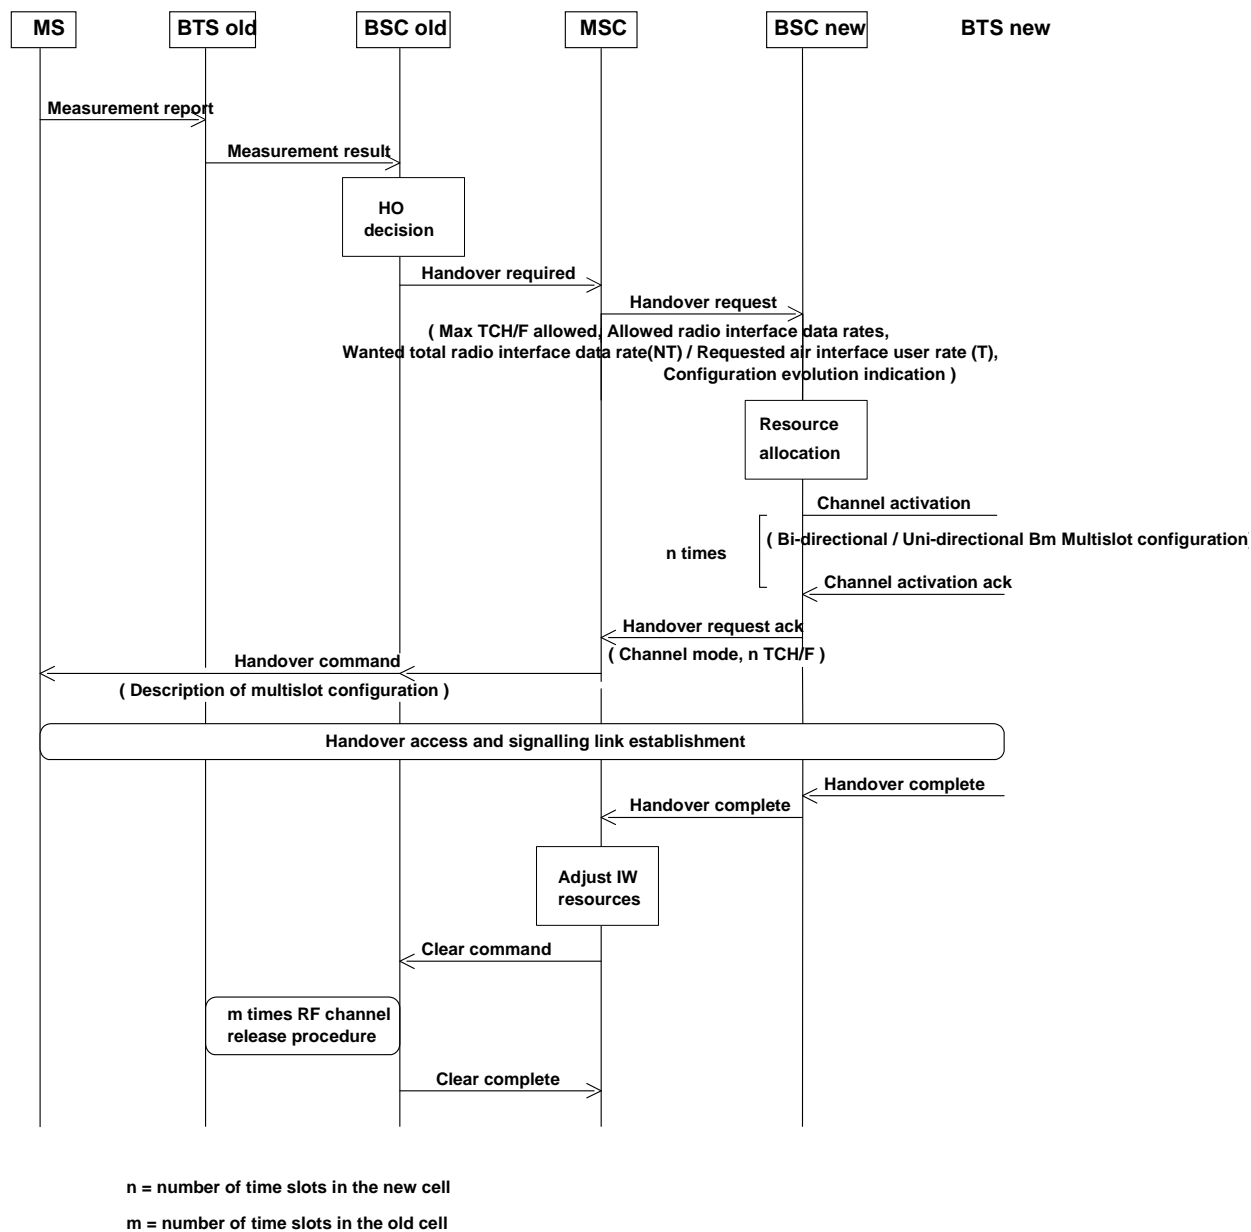 MS
BTS old
BSC old
MSC
BSC new
BTS new
Measurement report
Measurement result
HO
decision
Handover required
Handover request
( Max TCH/F allowed, Allowed radio interface data rates,
Wanted total radio interface data rate(NT) / Requested air interface user rate (T),
Configuration evolution indication )
Resource
allocation
Channel activation
( Bi-directional / Uni-directional Bm Multislot configuration)
n times
Channel activation ack
Handover request ack
( Channel mode, n TCH/F )
Handover command
( Description of multislot configuration )
Handover access and signalling link establishment
Handover complete
Handover complete
Adjust IW
resources
Clear command
m times RF channel
release procedure
Clear complete
n = number of time slots in the new cell
m = number of time slots in the old cell